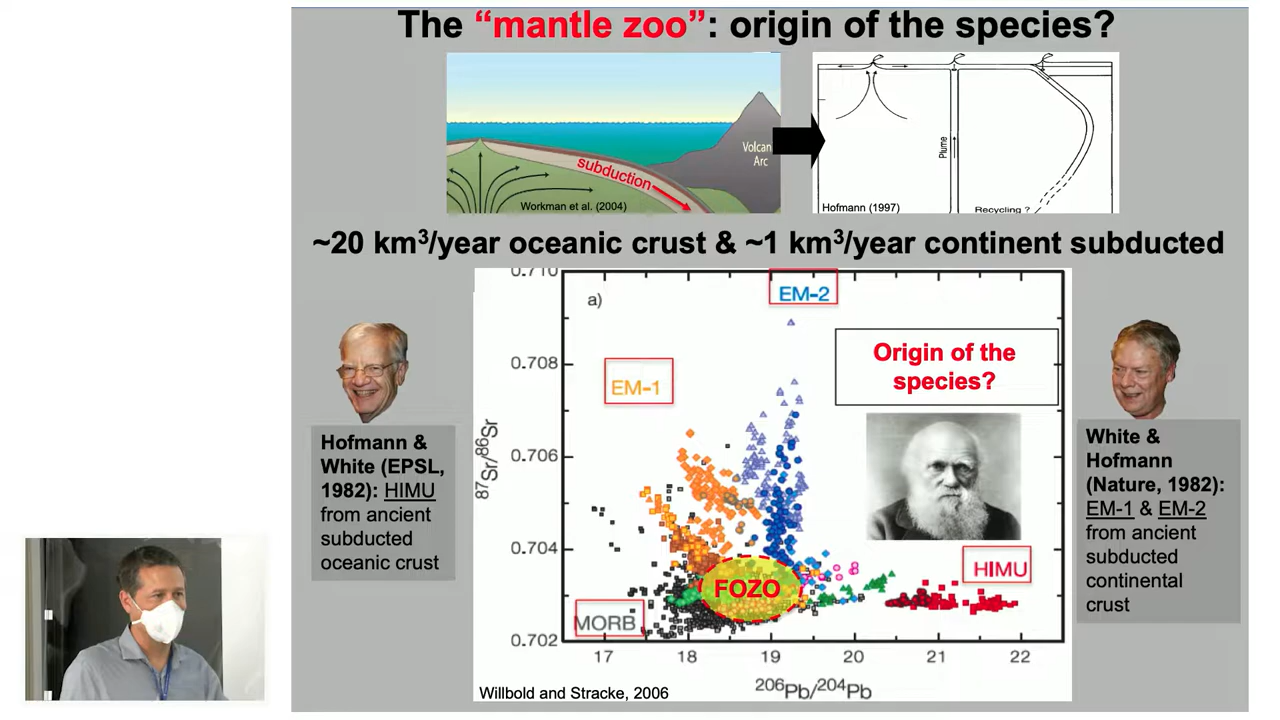 The “mantle zoo”: origin of the species?
subduction
Volcan
Arc
Workman et al. (2004)
Plume
Hofmann (1997)
Recycling ?
~20 km³/year oceanic crust & ~1 km³/year continent subducted
Hofmann &
White (EPSL,
1982): HIMU
from ancient
subducted
oceanic crust
0.710
0.708
0.706
0.704
0.702
⁸⁷Sr/⁸⁶Sr
a)
EM-2
EM-1
Origin of the
species?
FOZO
HIMU
MORB
17 18 19 20 21 22
²⁰⁶Pb/²⁰⁴Pb
Willbold and Stracke, 2006
White &
Hofmann
(Nature, 1982):
EM-1 & EM-2
from ancient
subducted
continental
crust